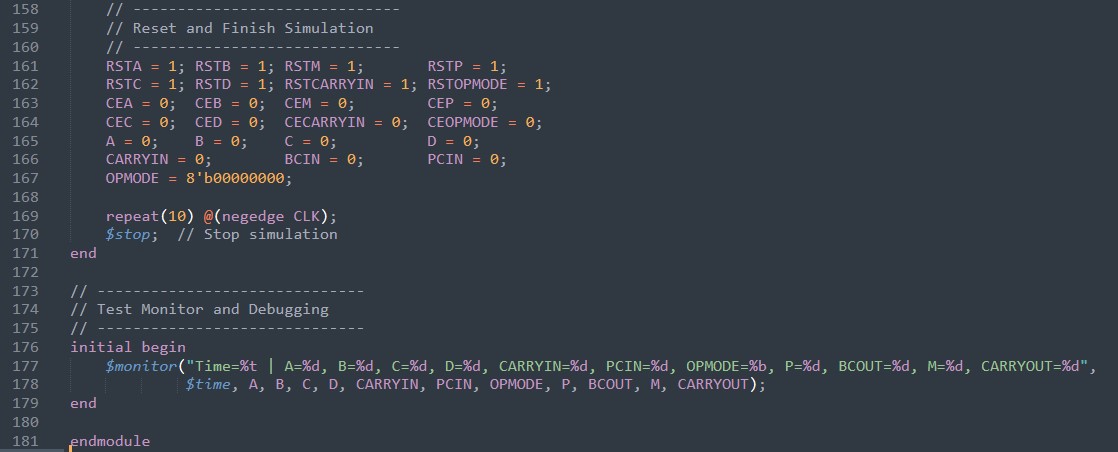 158 // ------------------------------
159 // Reset and Finish Simulation
160 // ------------------------------
161 RSTA = 1; RSTB = 1; RSTM = 1; RSTP = 1;
162 RSTC = 1; RSTD = 1; RSTCARRYIN = 1; RSTOPMODE = 1;
163 CEA = 0; CEB = 0; CEM = 0; CEP = 0;
164 CEC = 0; CED = 0; CECARRYIN = 0; CEOPMODE = 0;
165 A = 0; B = 0; C = 0; D = 0;
166 CARRYIN = 0; BCIN = 0; PCIN = 0;
167 OPMODE = 8'b00000000;
168
169 repeat(10) @(negedge CLK);
170 $stop; // Stop simulation
171 end
172
173 // ------------------------------
174 // Test Monitor and Debugging
175 // ------------------------------
176 initial begin
177 $monitor("Time=%t | A=%d, B=%d, C=%d, D=%d, CARRYIN=%d, PCIN=%d, OPMODE=%b, P=%d, BCOUT=%d, M=%d, CARRYOUT=%d",
178 $time, A, B, C, D, CARRYIN, PCIN, OPMODE, P, BCOUT, M, CARRYOUT);
179 end
180
181 endmodule